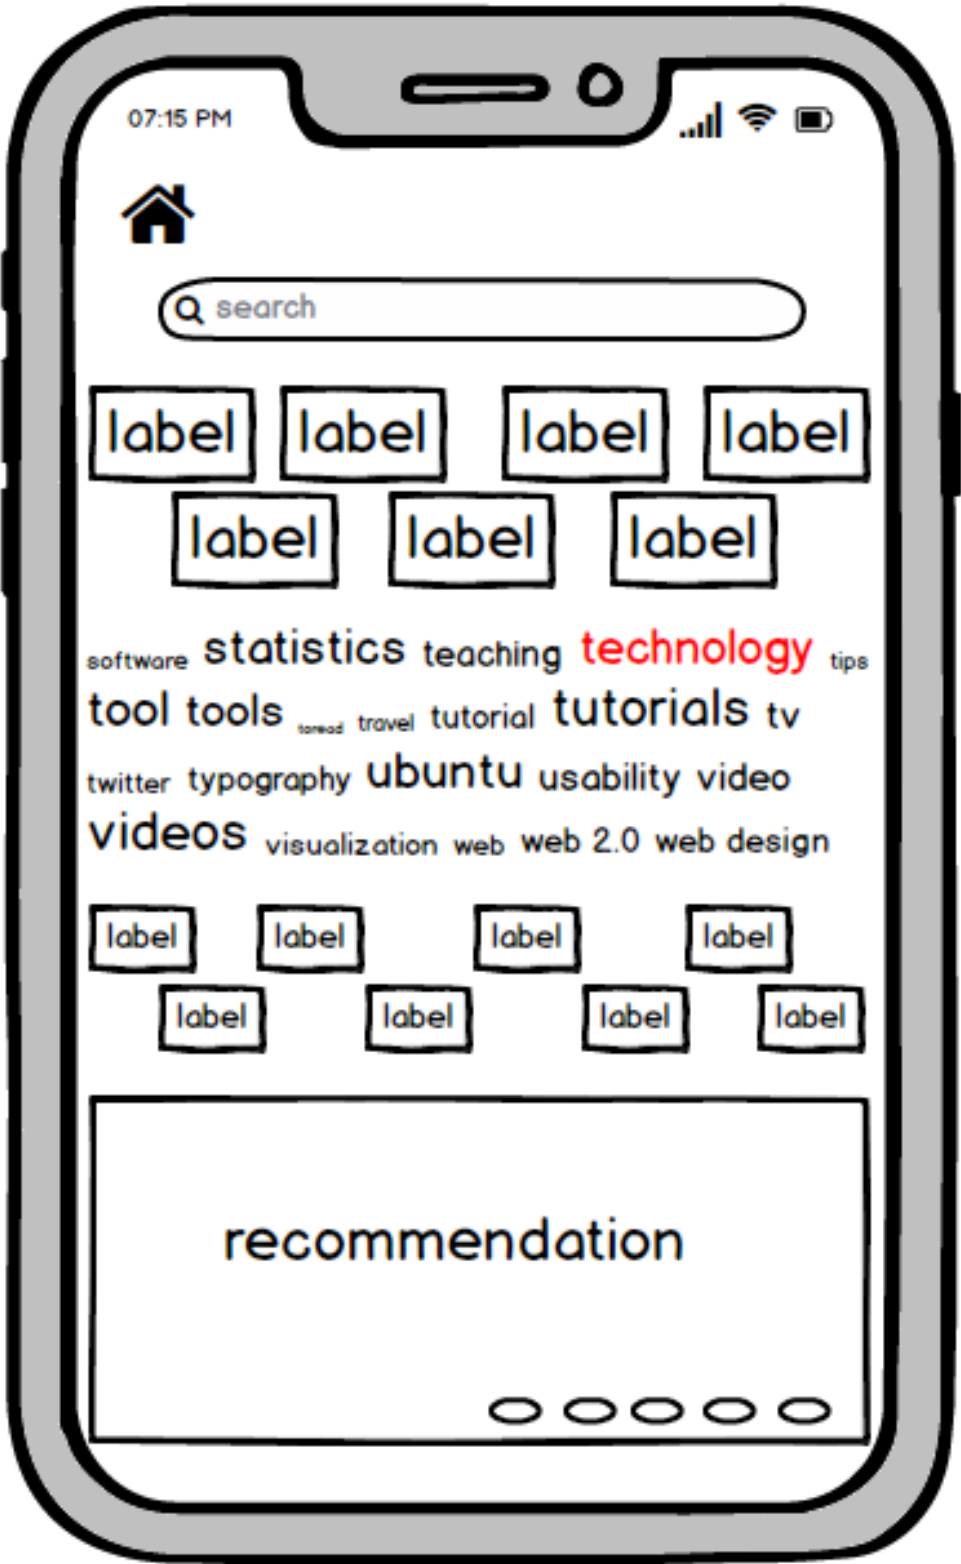 07:15 PM
search
label label label label
label label label
software statistics teaching technology tips
tool tools toread travel tutorial tutorials tv
twitter typography ubuntu usability video
videos visualization web web 2.0 web design
label label label label
label label label label
recommendation